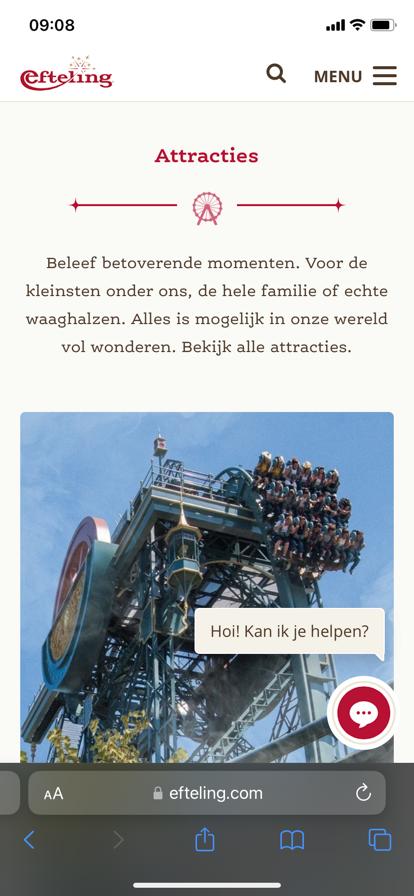 09:08
efteling
MENU
Attracties
Beleef betoverende momenten. Voor de
kleinsten onder ons, de hele familie of echte
waaghalzen. Alles is mogelijk in onze wereld
vol wonderen. Bekijk alle attracties.
Hoi! Kan ik je helpen?
AA
efteling.com